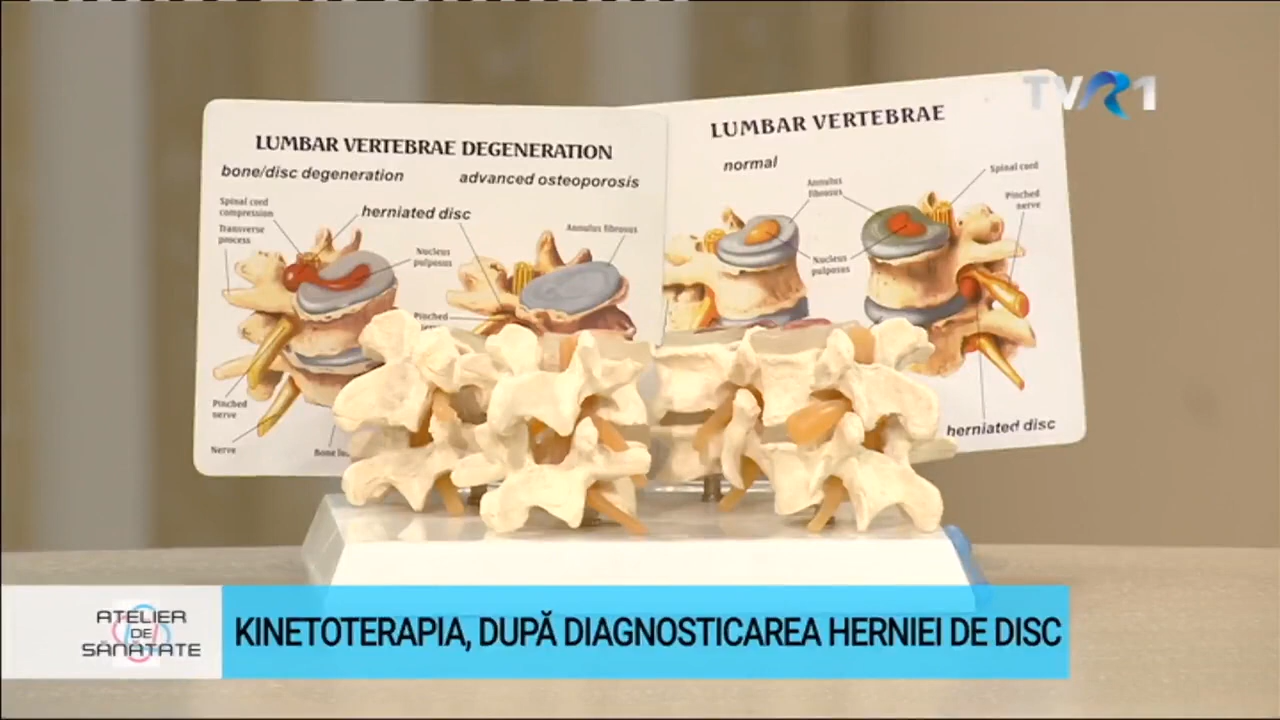 TVR1
LUMBAR VERTEBRAE DEGENERATION
bone/disc degeneration
advanced osteoporosis
Spinal cord
compression
herniated disc
Transverse
process
Annulus fibrosus
Nucleus
pulposus
Pinched
Pinched
nerve
Nerve
Bone
LUMBAR VERTEBRAE
normal
Spinal cord
Annulus
fibrosus
Pinched
nerve
Nucleus
pulposus
herniated disc
ATELIER
DE
SĂNĂTATE
KINETOTERAPIA, DUPĂ DIAGNOSTICAREA HERNIEI DE DISC